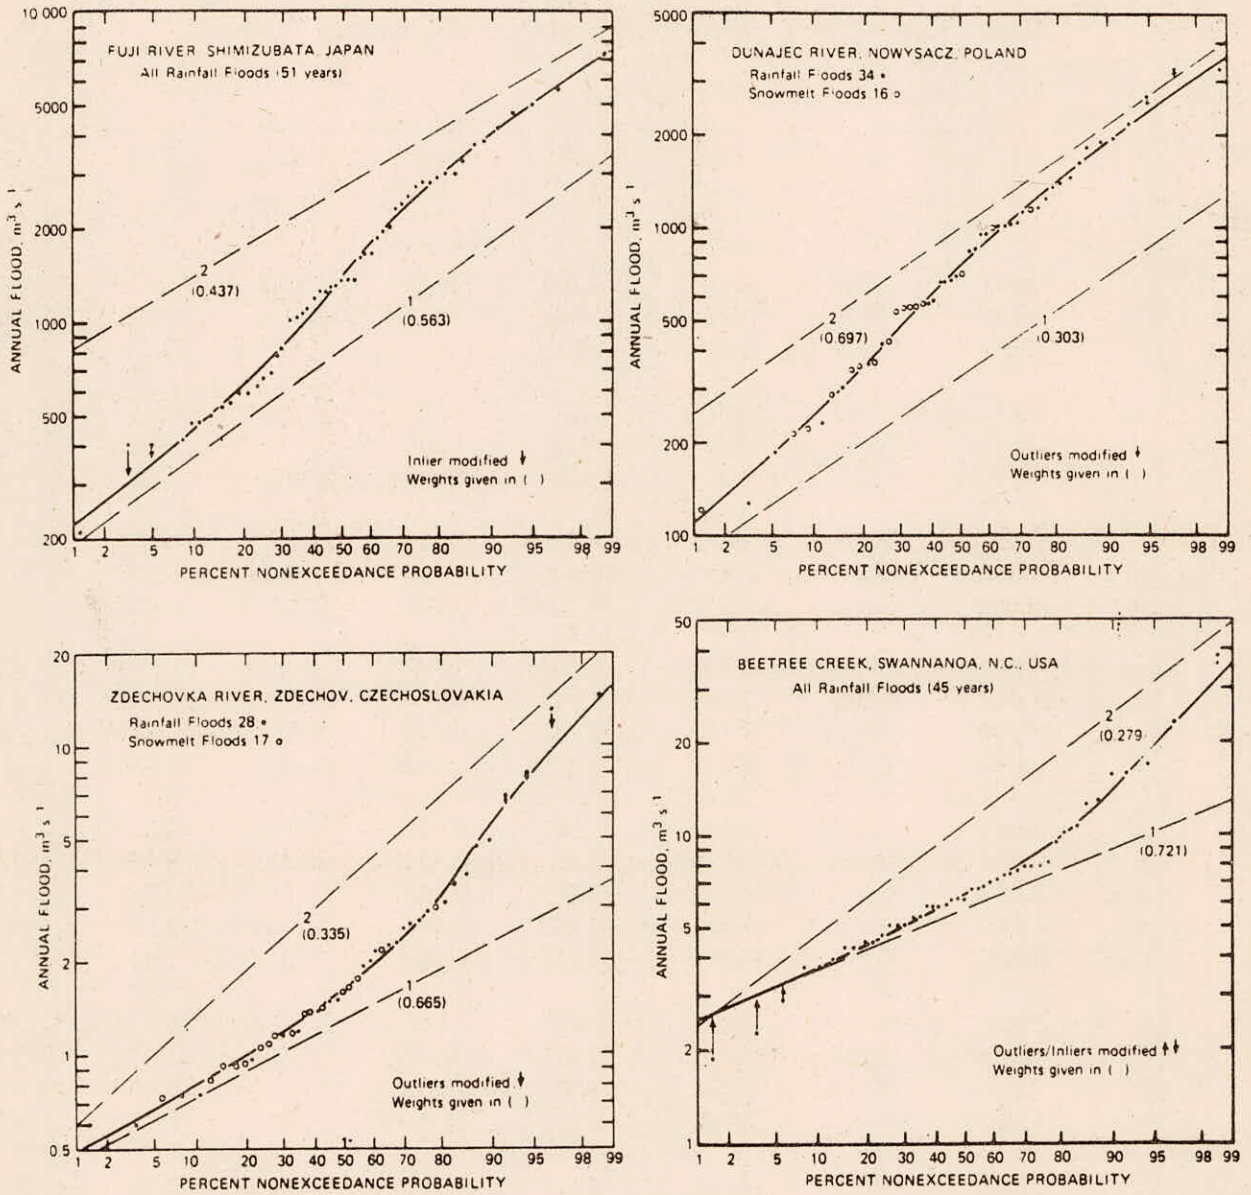 10 000
5000
2000
1000
500
200
ANNUAL FLOOD, m³ s⁻¹
FUJI RIVER SHIMIZUBATA, JAPAN
All Rainfall Floods (51 years)
2
(0.437)
1
(0.563)
Inlier modified ↓
Weights given in ( )
1 2 5 10 20 30 40 50 60 70 80 90 95 98 99
PERCENT NONEXCEEDANCE PROBABILITY
5000
2000
1000
500
200
100
ANNUAL FLOOD, m³ s⁻¹
DUNAJEC RIVER, NOWYSACZ, POLAND
Rainfall Floods 34 •
Snowmelt Floods 16 o
2
(0.697)
1
(0.303)
Outliers modified ↓
Weights given in ( )
1 2 5 10 20 30 40 50 60 70 80 90 95 98 99
PERCENT NONEXCEEDANCE PROBABILITY
20
10
5
2
1
0.5
ANNUAL FLOOD, m³ s⁻¹
ZDECHOVKA RIVER, ZDECHOV, CZECHOSLOVAKIA
Rainfall Floods 28 •
Snowmelt Floods 17 o
2
(0.335)
1
(0.665)
Outliers modified ↓
Weights given in ( )
1 2 5 10 20 30 40 50 60 70 80 90 95 98 99
PERCENT NONEXCEEDANCE PROBABILITY
50
20
10
5
2
1
ANNUAL FLOOD, m³ s⁻¹
BEETREE CREEK, SWANNANOA, N.C., USA
All Rainfall Floods (45 years)
2
(0.279
1
(0.721)
Outliers/Inliers modified ↑↓
Weights given in ( )
1 2 5 10 20 30 40 50 60 70 80 90 95 98 99
PERCENT NONEXCEEDANCE PROBABILITY